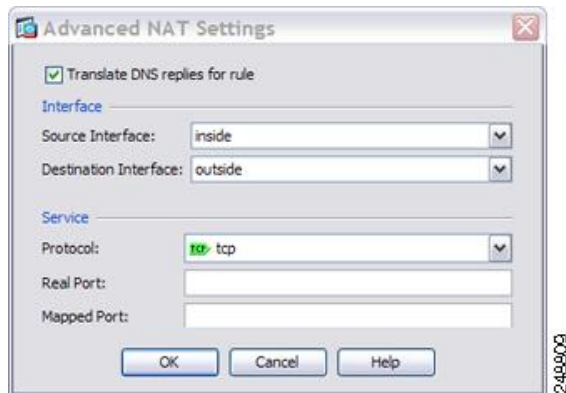 Advanced NAT Settings
Translate DNS replies for rule
Interface
Source Interface: inside
Destination Interface: outside
Service
Protocol: TCP tcp
Real Port:
Mapped Port:
OK Cancel Help
248809